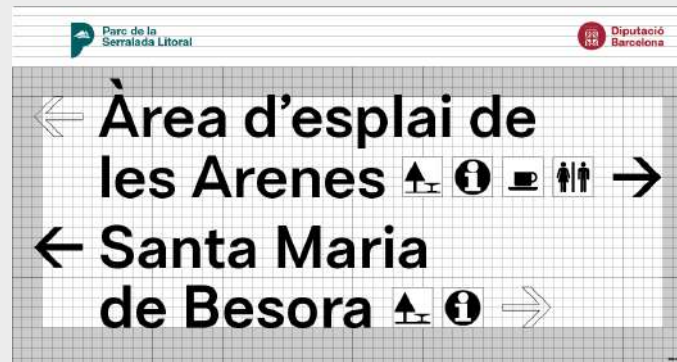 Parc de la
Serralada Litoral
Diputació
Barcelona
Àrea d’esplai de
les Arenes
Santa Maria
de Besora